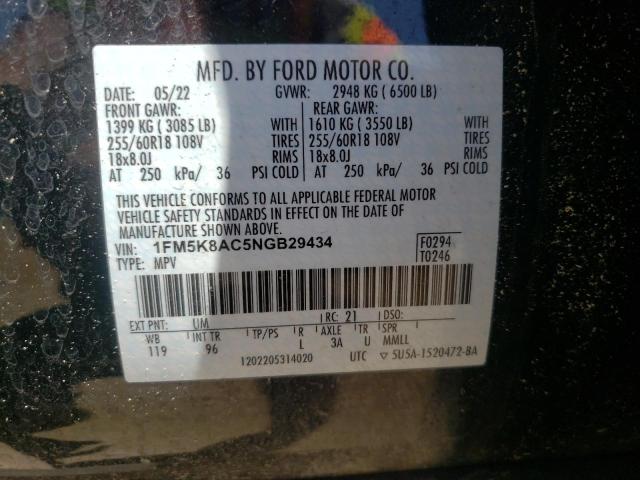 MFD. BY FORD MOTOR CO.
DATE: 05/22 GVWR: 2948 KG ( 6500 LB)
FRONT GAWR: REAR GAWR:
1399 KG ( 3085 LB) WITH 1610 KG ( 3550 LB) WITH
255/60R18 108V TIRES 255/60R18 108V TIRES
18x8.0J RIMS 18x8.0J RIMS
AT 250 kPa/ 36 PSI COLD AT 250 kPa/ 36 PSI COLD
THIS VEHICLE CONFORMS TO ALL APPLICABLE FEDERAL MOTOR
VEHICLE SAFETY STANDARDS IN EFFECT ON THE DATE OF
MANUFACTURE SHOWN ABOVE.
VIN: 1FM5K8AC5NGB29434 F0294
TYPE: MPV T0246
EXT PNT: UM RC: 21 DSO:
WB INT TR TP/PS R AXLE TR SPR
119 96 L 3A U MMLL
1202205314020 UTC ▽ 5U5A-1520472-BA